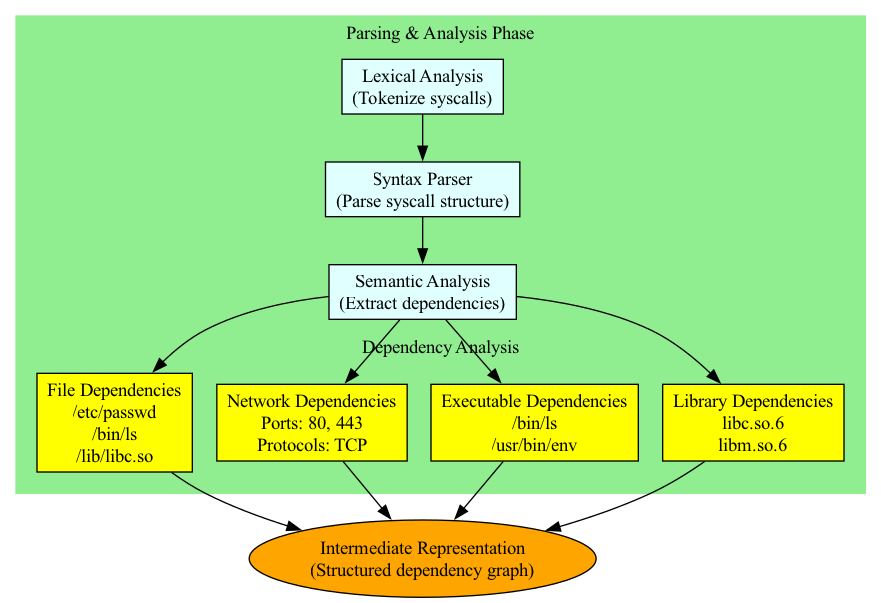 Parsing & Analysis Phase
Lexical Analysis
(Tokenize syscalls)
Syntax Parser
(Parse syscall structure)
Semantic Analysis
(Extract dependencies)
Dependency Analysis
File Dependencies
/etc/passwd
/bin/ls
/lib/libc.so
Network Dependencies
Ports: 80, 443
Protocols: TCP
Executable Dependencies
/bin/ls
/usr/bin/env
Library Dependencies
libc.so.6
libm.so.6
Intermediate Representation
(Structured dependency graph)